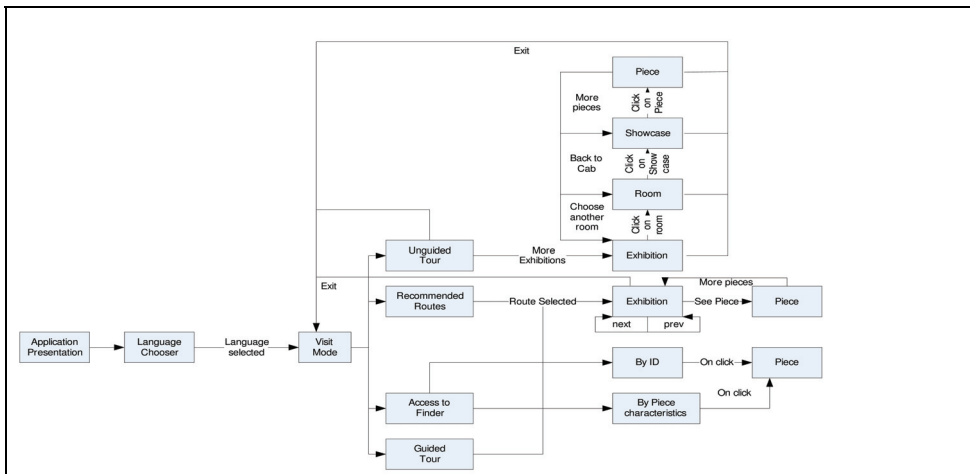 Exit
Piece
More
pieces
Click
on
Piece
Showcase
Back to
Cab
Click
on
Show
case
Room
Choose
another
room
Click
on
room
Unguided
Tour
More
Exhibitions
Exhibition
More pieces
Exit
Recommended
Routes
Route Selected
Exhibition
See Piece
Piece
next
prev
Application
Presentation
Language
Chooser
Language
selected
Visit
Mode
By ID
On click
Piece
On click
Access to
Finder
By Piece
characteristics
Guided
Tour